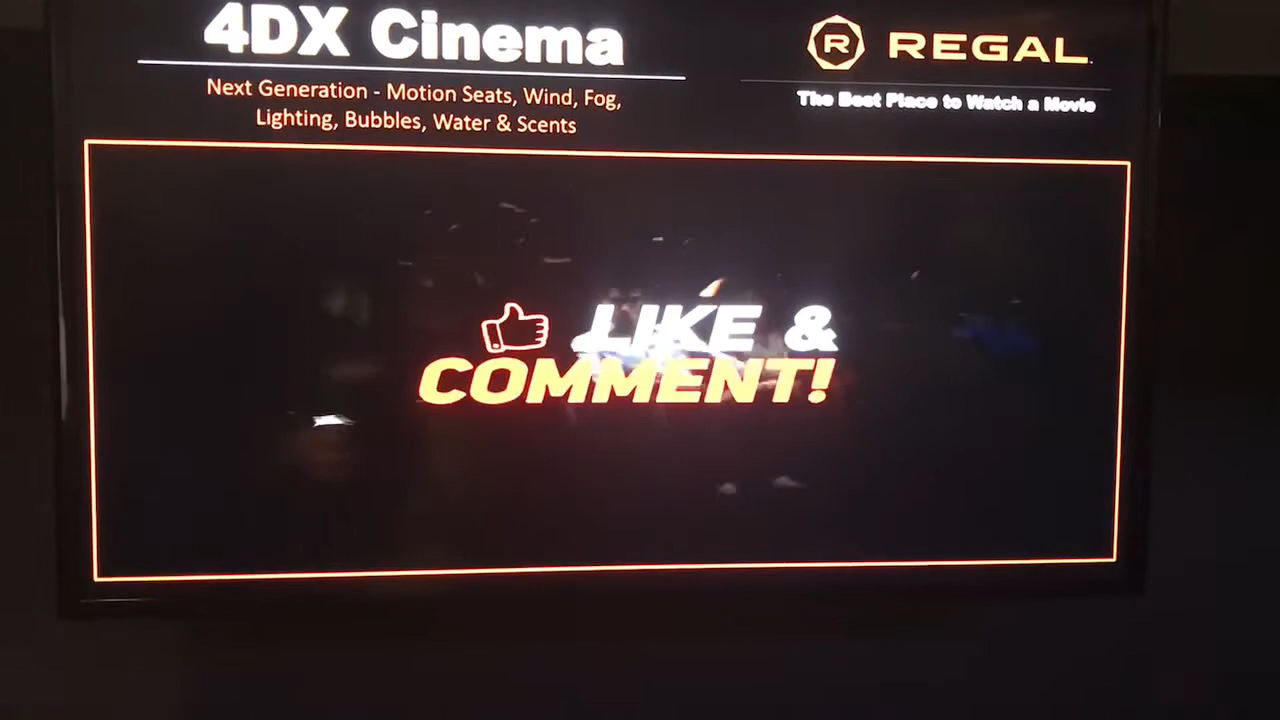 4DX Cinema
Next Generation - Motion Seats, Wind, Fog,
Lighting, Bubbles, Water & Scents
R REGAL
The Best Place to Watch a Movie
LIKE &
COMMENT!